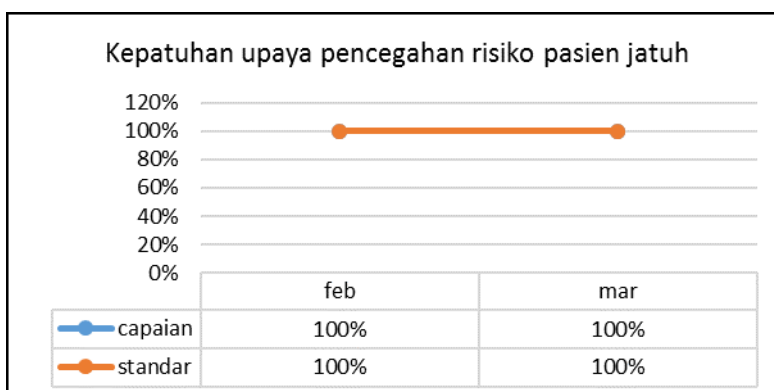 Kepatuhan upaya pencegahan risiko pasien jatuh
120%
100%
80%
60%
40%
20%
0%
feb mar
capaian 100% 100%
standar 100% 100%